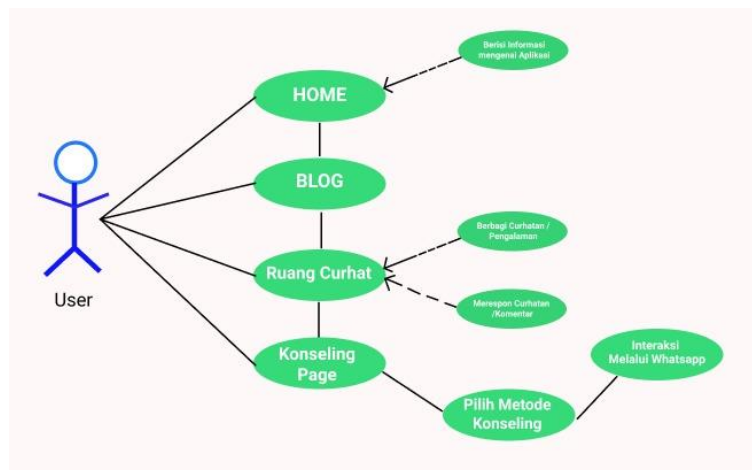 Berisi Informasi
mengenai Aplikasi
HOME
BLOG
Berbagi Curhatan /
Pengalaman
Ruang Curhat
User
Merespon Curhatan
/Komentar
Konseling
Page
Interaksi
Melalui Whatsapp
Pilih Metode
Konseling